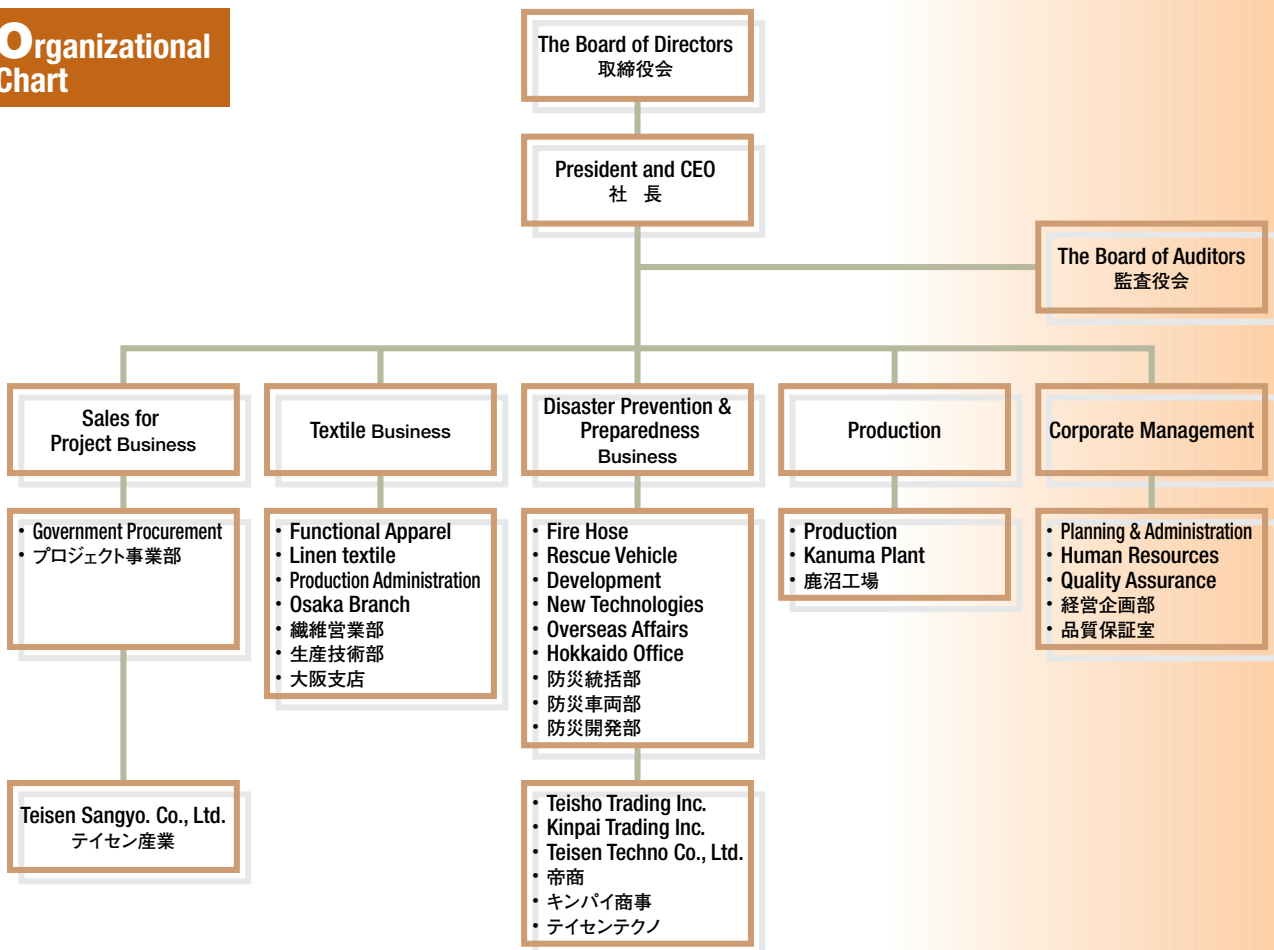 Organizational
Chart
The Board of Directors
取締役会
President and CEO
社 長
The Board of Auditors
監査役会
Sales for
Project Business
Textile Business
Disaster Prevention &
Preparedness
Business
Production
Corporate Management
• Government Procurement
• プロジェクト事業部
• Functional Apparel
• Linen textile
• Production Administration
• Osaka Branch
• 繊維営業部
• 生産技術部
• 大阪支店
• Fire Hose
• Rescue Vehicle
• Development
• New Technologies
• Overseas Affairs
• Hokkaido Office
• 防災統括部
• 防災車両部
• 防災開発部
• Production
• Kanuma Plant
• 鹿沼工場
• Planning & Administration
• Human Resources
• Quality Assurance
• 経営企画部
• 品質保証室
Teisen Sangyo. Co., Ltd.
テイセン産業
• Teisho Trading Inc.
• Kinpai Trading Inc.
• Teisen Techno Co., Ltd.
• 帝商
• キンパイ商事
• テイセンテクノ